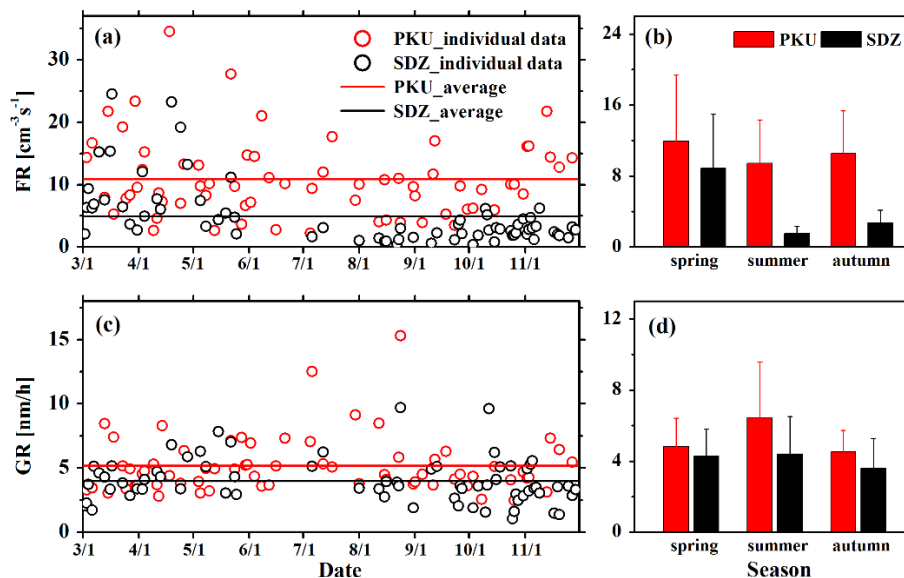 (a)
PKU_individual data
SDZ_individual data
PKU_average
SDZ_average
FR [cm⁻³s⁻¹]
35
30
20
10
5
0
3/1 4/1 5/1 6/1 7/1 8/1 9/1 10/1 11/1
(b)
PKU SDZ
24
16
12
8
0
spring summer autumn
(c)
GR [nm/h]
15
10
5
0
3/1 4/1 5/1 6/1 7/1 8/1 9/1 10/1 11/1
Date
(d)
12
8
4
0
spring summer autumn
Season